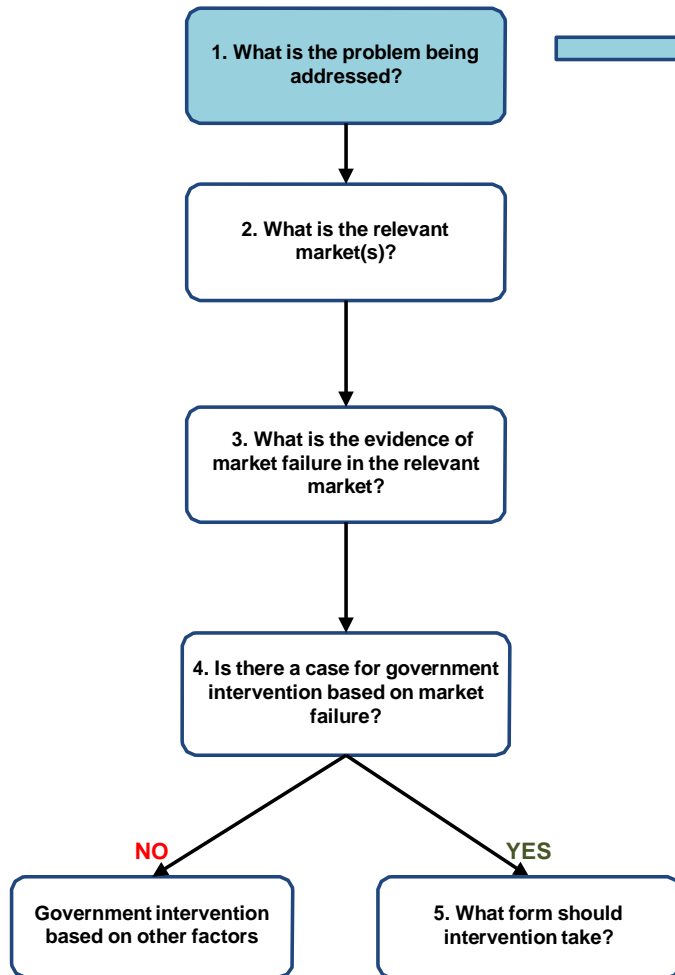 1. What is the problem being
addressed?
2. What is the relevant
market(s)?
3. What is the evidence of
market failure in the relevant
market?
4. Is there a case for government
intervention based on market
failure?
NO
YES
Government intervention
based on other factors
5. What form should
intervention take?